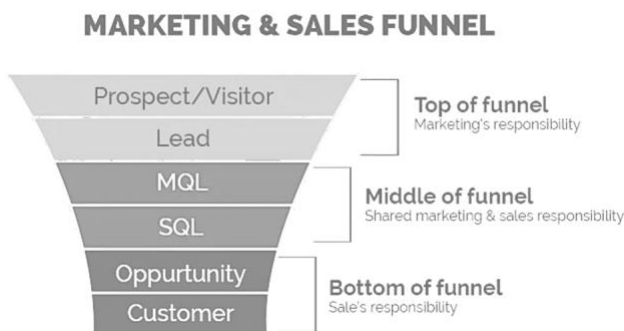 MARKETING & SALES FUNNEL
Prospect/Visitor
Lead
Top of funnel
Marketing's responsibility
MQL
SQL
Middle of funnel
Shared marketing & sales responsibility
Oppurtunity
Customer
Bottom of funnel
Sale's responsibility